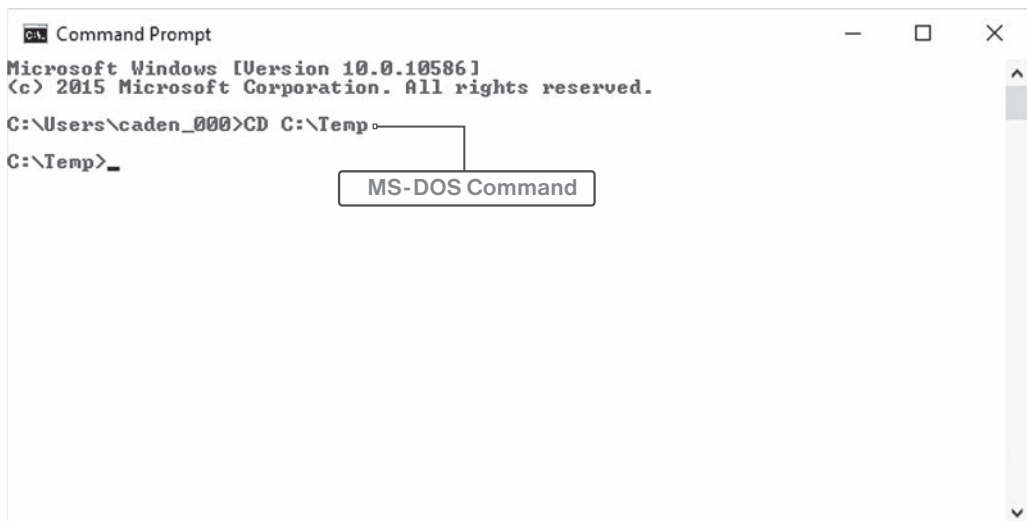 Command Prompt
Microsoft Windows [Version 10.0.10586]
(c) 2015 Microsoft Corporation. All rights reserved.
C:\Users\caden_000>CD C:\Temp
C:\Temp>_
MS-DOS Command